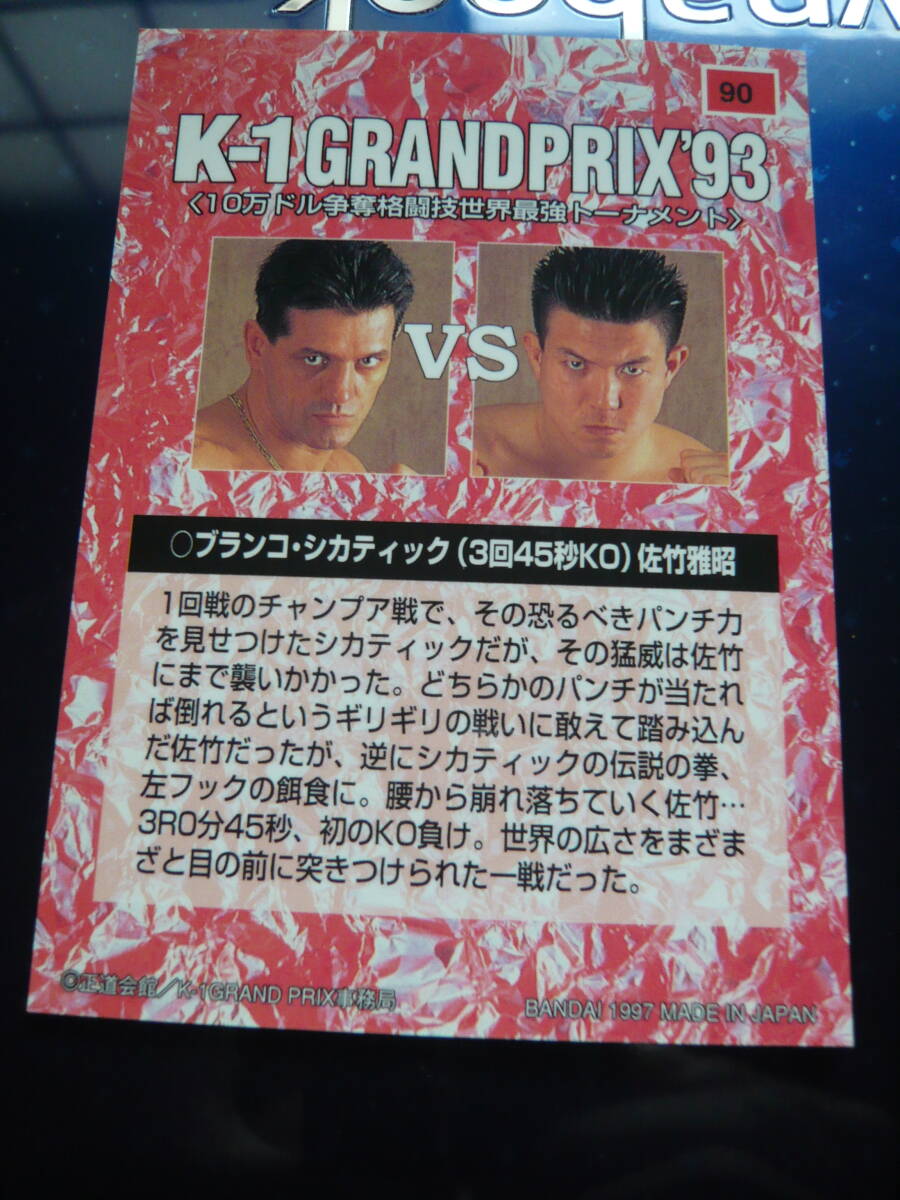 90
K-1 GRANDPRIX'93
〈10万ドル争奪格闘技世界最強トーナメント〉
VS
○ブランコ・シカティック(3回45秒KO)佐竹雅昭
1回戦のチャンプア戦で、その恐るべきパンチ力
を見せつけたシカティックだが、その猛威は佐竹
にまで襲いかかった。どちらかのパンチが当たれ
ば倒れるというギリギリの戦いに敢えて踏み込ん
だ佐竹だったが、逆にシカティックの伝説の拳、
左フックの餌食に。腰から崩れ落ちていく佐竹…
3R0分45秒、初のKO負け。世界の広さをまざま
ざと目の前に突きつけられた一戦だった。
©正道会館／K-1GRAND PRIX事務局
BANDAI 1997 MADE IN JAPAN